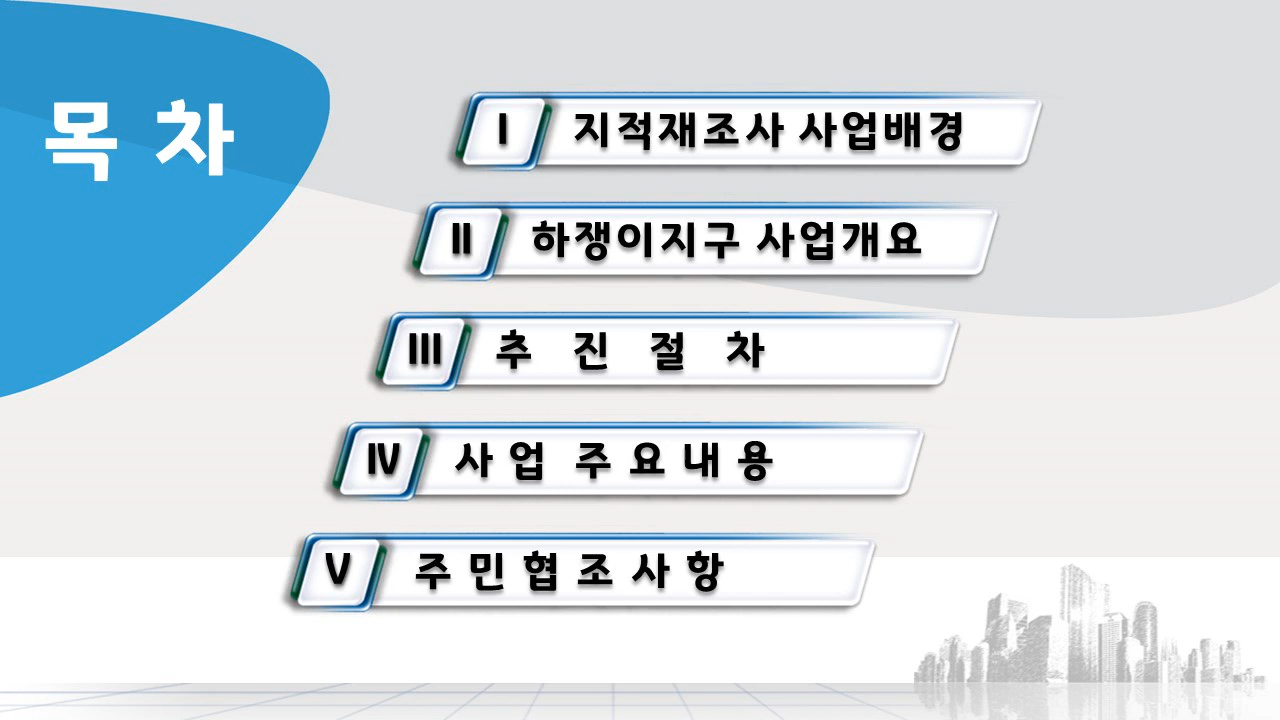 목 차
Ⅰ 지적재조사 사업배경
Ⅱ 하쟁이지구 사업개요
Ⅲ 추 진 절 차
Ⅳ 사 업 주 요 내 용
Ⅴ 주 민 협 조 사 항